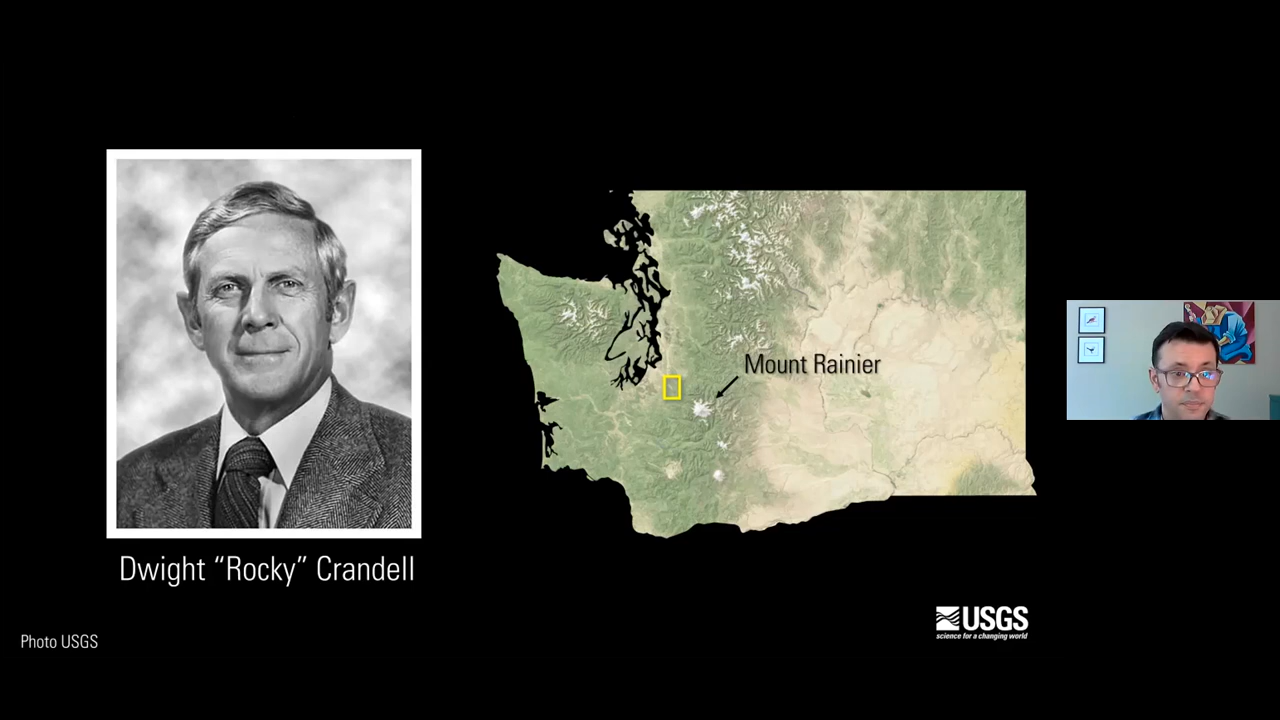 Mount Rainier
Dwight “Rocky” Crandell
Photo USGS
USGS
science for a changing world